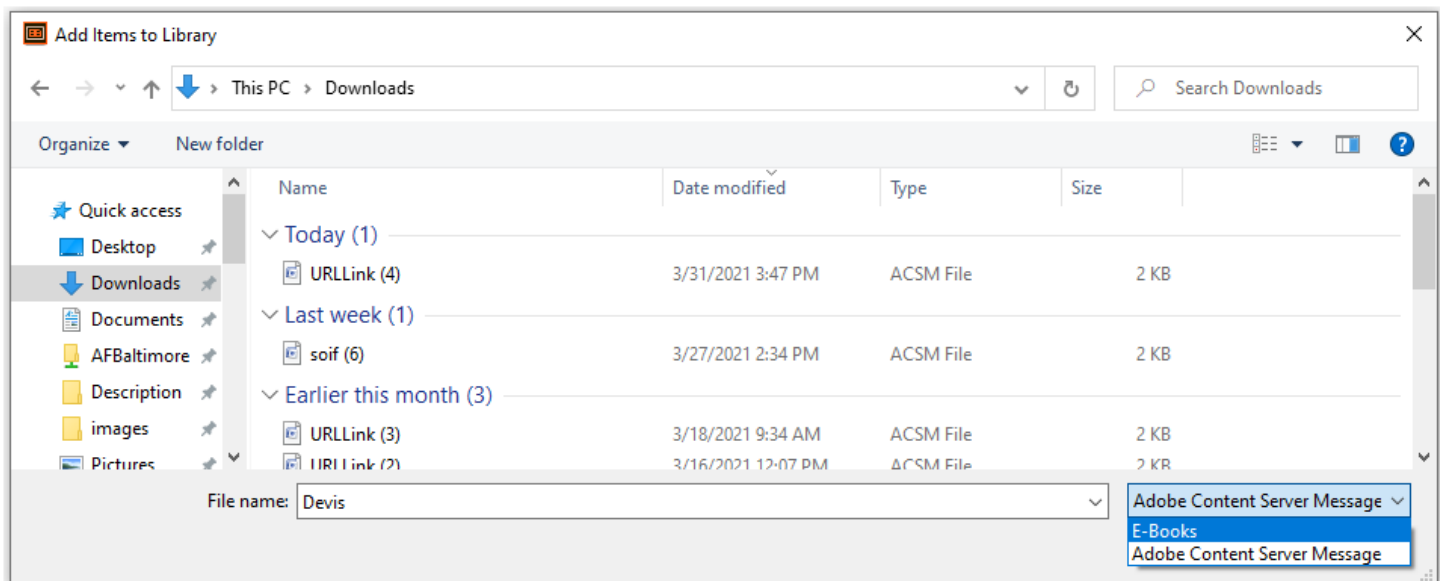 Add Items to Library
This PC > Downloads
Search Downloads
Organize
New folder
Name Date modified Type Size
Quick access
Desktop
Downloads
Documents
AFBaltimore
Description
images
Pictures
Today (1)
URLLink (4) 3/31/2021 3:47 PM ACSM File 2 KB
Last week (1)
soif (6) 3/27/2021 2:34 PM ACSM File 2 KB
Earlier this month (3)
URLLink (3) 3/18/2021 9:34 AM ACSM File 2 KB
URLLink (2) 3/16/2021 12:07 PM ACSM File 2 KB
File name: Devis
Adobe Content Server Message
E-Books
Adobe Content Server Message